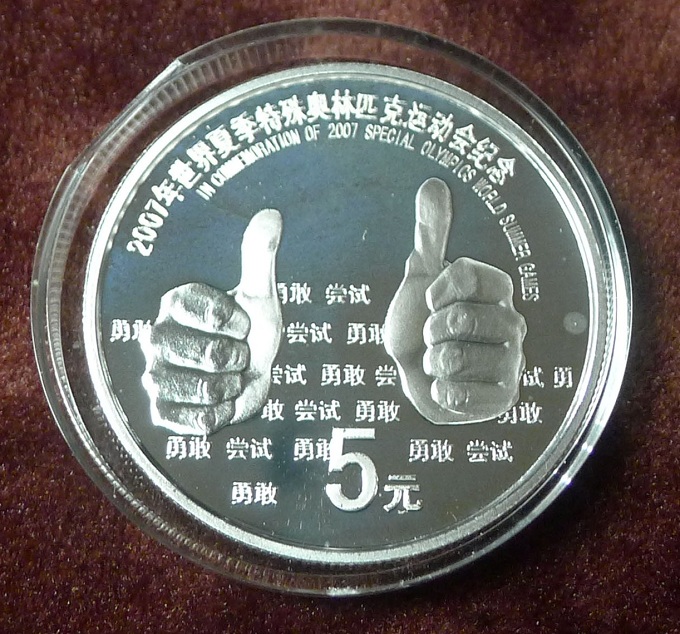 2007年世界夏季特殊奥林匹克运动会纪念
IN COMMEMORATION OF 2007 SPECIAL OLYMPICS WORLD SUMMER GAMES
勇敢 尝试
勇敢 尝试 勇敢
尝试 勇敢 尝 试 勇
敢 尝试 勇敢 勇敢
勇敢 尝试 勇敢 勇敢 尝试
勇敢 5元